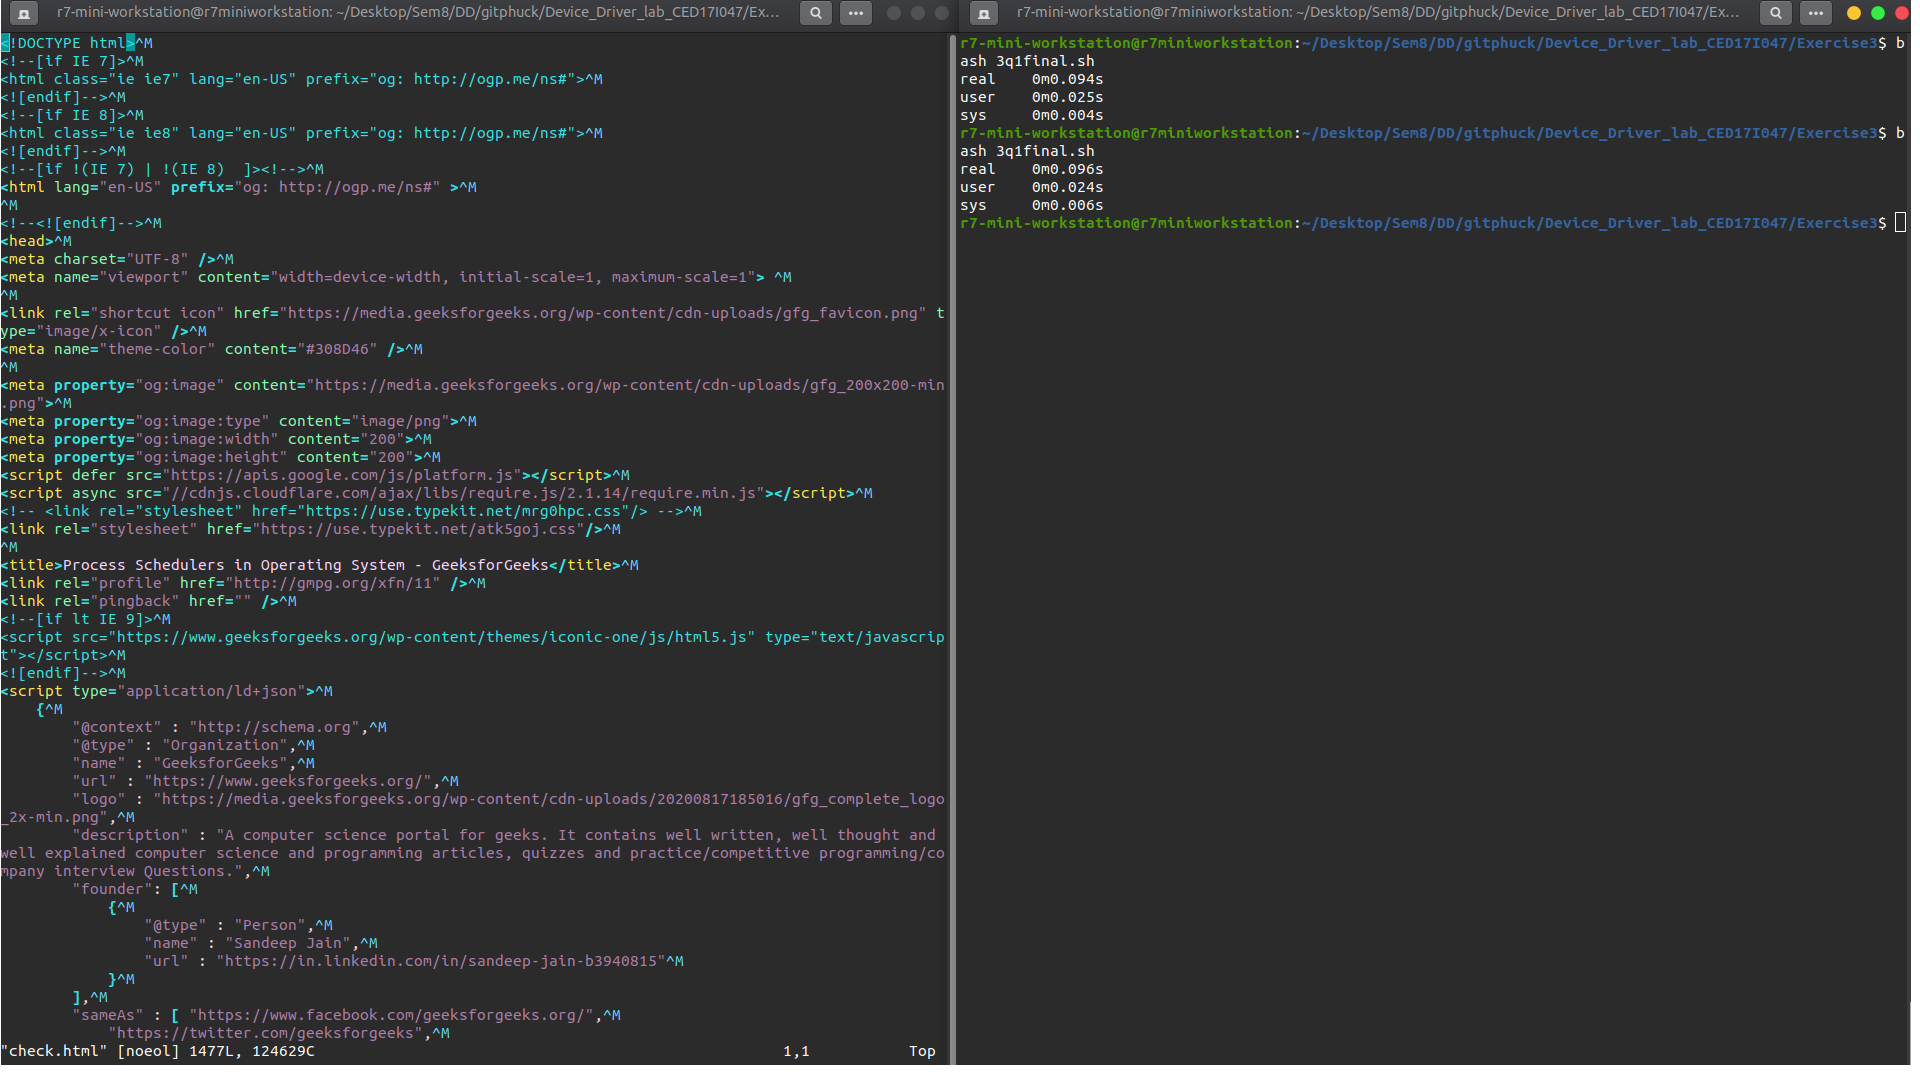 r7-mini-workstation@r7miniworkstation: ~/Desktop/Sem8/DD/gitphuck/Device_Driver_lab_CED17I047/Ex...
<!DOCTYPE html>^M
<!--[if IE 7]>^M
<html class="ie ie7" lang="en-US" prefix="og: http://ogp.me/ns#">^M
<![endif]-->^M
<!--[if IE 8]>^M
<html class="ie ie8" lang="en-US" prefix="og: http://ogp.me/ns#">^M
<![endif]-->^M
<!--[if !(IE 7) | !(IE 8)  ]><!-->^M
<html lang="en-US" prefix="og: http://ogp.me/ns#" >^M
^M
<!--<![endif]-->^M
<head>^M
<meta charset="UTF-8" />^M
<meta name="viewport" content="width=device-width, initial-scale=1, maximum-scale=1"> ^M
^M
<link rel="shortcut icon" href="https://media.geeksforgeeks.org/wp-content/cdn-uploads/gfg_favicon.png" t
ype="image/x-icon" />^M
<meta name="theme-color" content="#308D46" />^M
^M
<meta property="og:image" content="https://media.geeksforgeeks.org/wp-content/cdn-uploads/gfg_200x200-min
.png">^M
<meta property="og:image:type" content="image/png">^M
<meta property="og:image:width" content="200">^M
<meta property="og:image:height" content="200">^M
<script defer src="https://apis.google.com/js/platform.js"></script>^M
<script async src="//cdnjs.cloudflare.com/ajax/libs/require.js/2.1.14/require.min.js"></script>^M
<!-- <link rel="stylesheet" href="https://use.typekit.net/mrg0hpc.css"/> -->^M
<link rel="stylesheet" href="https://use.typekit.net/atk5goj.css"/>^M
^M
<title>Process Schedulers in Operating System - GeeksforGeeks</title>^M
<link rel="profile" href="http://gmpg.org/xfn/11" />^M
<link rel="pingback" href="" />^M
<!--[if lt IE 9]>^M
<script src="https://www.geeksforgeeks.org/wp-content/themes/iconic-one/js/html5.js" type="text/javascrip
t"></script>^M
<![endif]-->^M
<script type="application/ld+json">^M
    {^M
        "@context" : "http://schema.org",^M
        "@type" : "Organization",^M
        "name" : "GeeksforGeeks",^M
        "url" : "https://www.geeksforgeeks.org/",^M
        "logo" : "https://media.geeksforgeeks.org/wp-content/cdn-uploads/20200817185016/gfg_complete_logo
_2x-min.png",^M
        "description" : "A computer science portal for geeks. It contains well written, well thought and
well explained computer science and programming articles, quizzes and practice/competitive programming/co
mpany interview Questions.",^M
        "founder": [^M
            {^M
                "@type" : "Person",^M
                "name" : "Sandeep Jain",^M
                "url" : "https://in.linkedin.com/in/sandeep-jain-b3940815"^M
            }^M
        ],^M
        "sameAs" : [ "https://www.facebook.com/geeksforgeeks.org/",^M
            "https://twitter.com/geeksforgeeks",^M
"check.html" [noeol] 1477L, 124629C 1,1 Top
r7-mini-workstation@r7miniworkstation: ~/Desktop/Sem8/DD/gitphuck/Device_Driver_lab_CED17I047/Ex...
r7-mini-workstation@r7miniworkstation:~/Desktop/Sem8/DD/gitphuck/Device_Driver_lab_CED17I047/Exercise3$ b
ash 3q1final.sh
real    0m0.094s
user    0m0.025s
sys     0m0.004s
r7-mini-workstation@r7miniworkstation:~/Desktop/Sem8/DD/gitphuck/Device_Driver_lab_CED17I047/Exercise3$ b
ash 3q1final.sh
real    0m0.096s
user    0m0.024s
sys     0m0.006s
r7-mini-workstation@r7miniworkstation:~/Desktop/Sem8/DD/gitphuck/Device_Driver_lab_CED17I047/Exercise3$